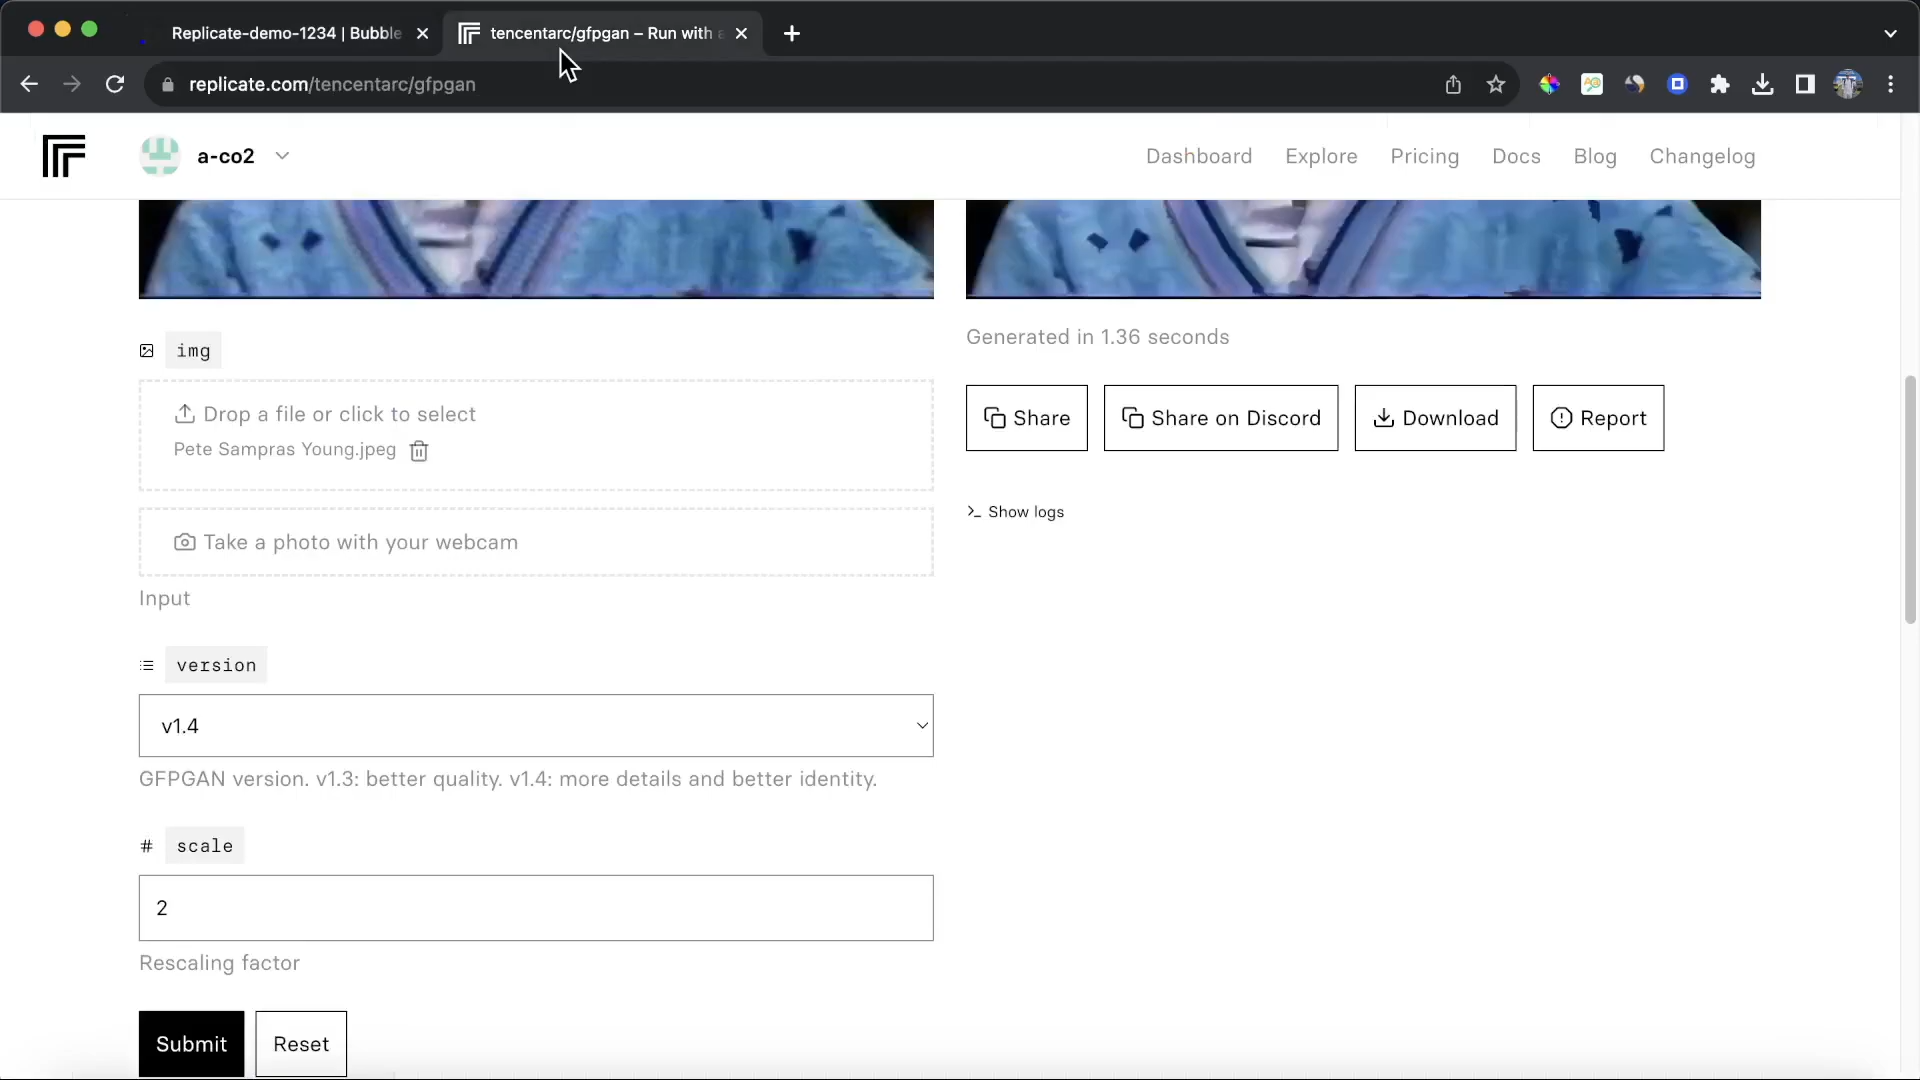 Replicate-demo-1234 | Bubble
tencentarc/gfpgan – Run with a
replicate.com/tencentarc/gfpgan
a-co2
Dashboard
Explore
Pricing
Docs
Blog
Changelog
img
Drop a file or click to select
Pete Sampras Young.jpeg
Take a photo with your webcam
Input
version
v1.4
GFPGAN version. v1.3: better quality. v1.4: more details and better identity.
# scale
2
Rescaling factor
Submit
Reset
Generated in 1.36 seconds
Share
Share on Discord
Download
Report
>_ Show logs